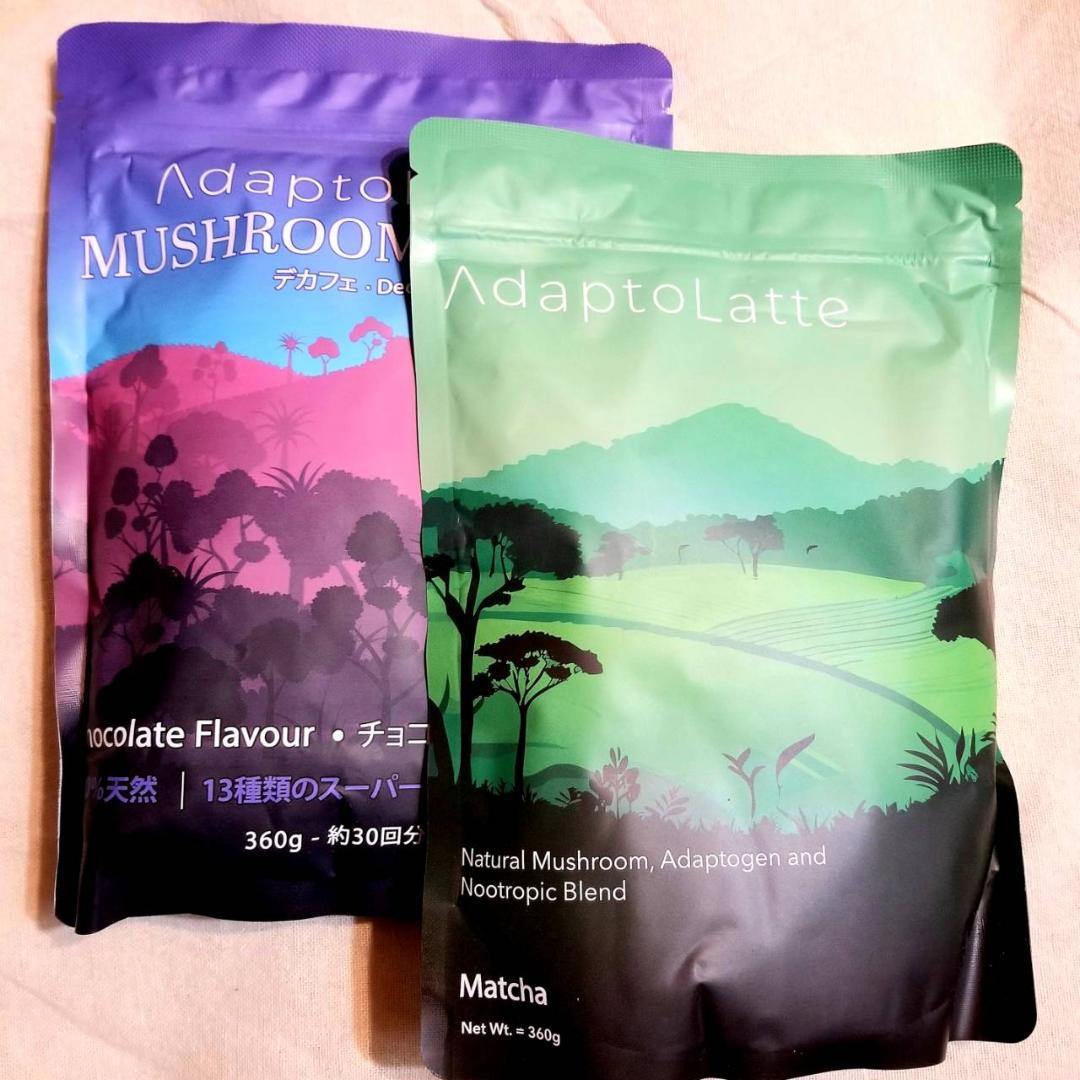 Adapto
MUSHROOM
デカフェ · Dec
hocolate Flavour • チョコ
%天然 | 13種類のスーパー
360g - 約30回分
AdaptoLatte
Natural Mushroom, Adaptogen and
Nootropic Blend
Matcha
Net Wt. = 360g